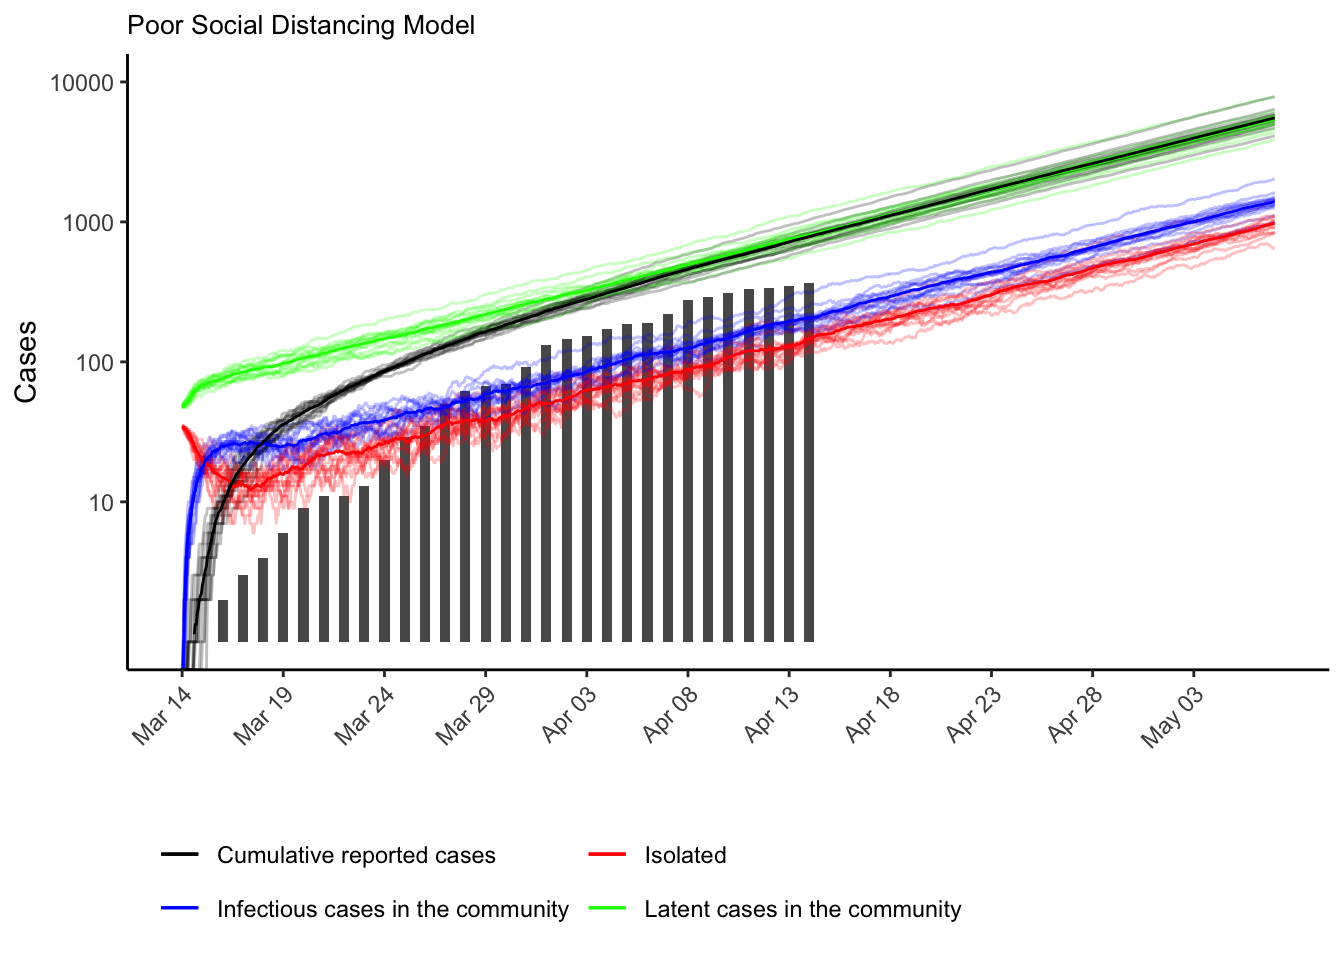 Poor Social Distancing Model
10000
1000
100
10
Cases
Mar 14
Mar 19
Mar 24
Mar 29
Apr 03
Apr 08
Apr 13
Apr 18
Apr 23
Apr 28
May 03
Cumulative reported cases
Isolated
Infectious cases in the community
Latent cases in the community